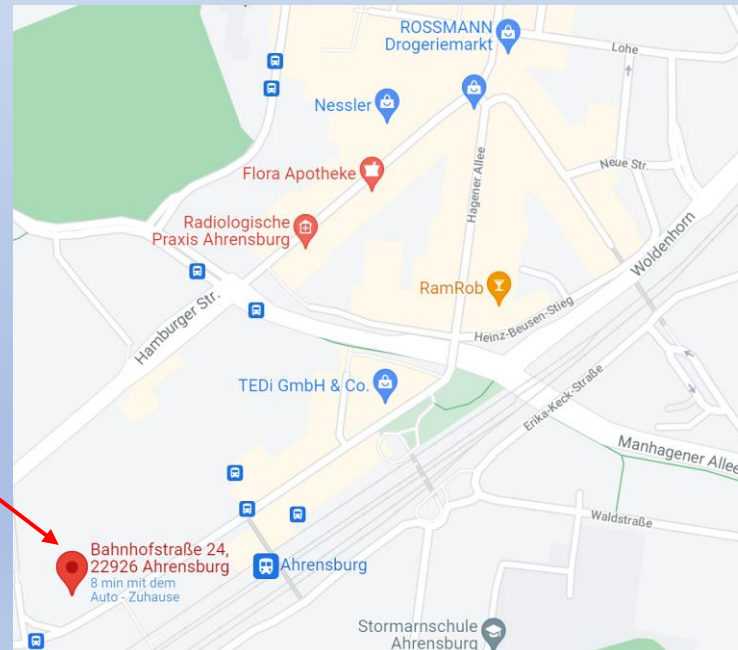 ROSSMANN
Drogeriemarkt
Lohe
Nessler
Neue Str.
Flora Apotheke
Hagener Allee
Radiologische
Praxis Ahrensburg
Woldenhorn
RamRob
Hamburger Str.
Heinz-Beusen-Stieg
TEDi GmbH & Co.
Erika-Keck-Straße
Manhagener Allee
Waldstraße
Bahnhofstraße 24,
22926 Ahrensburg
8 min mit dem
Auto - Zuhause
Ahrensburg
Stormarnschule
Ahrensburg